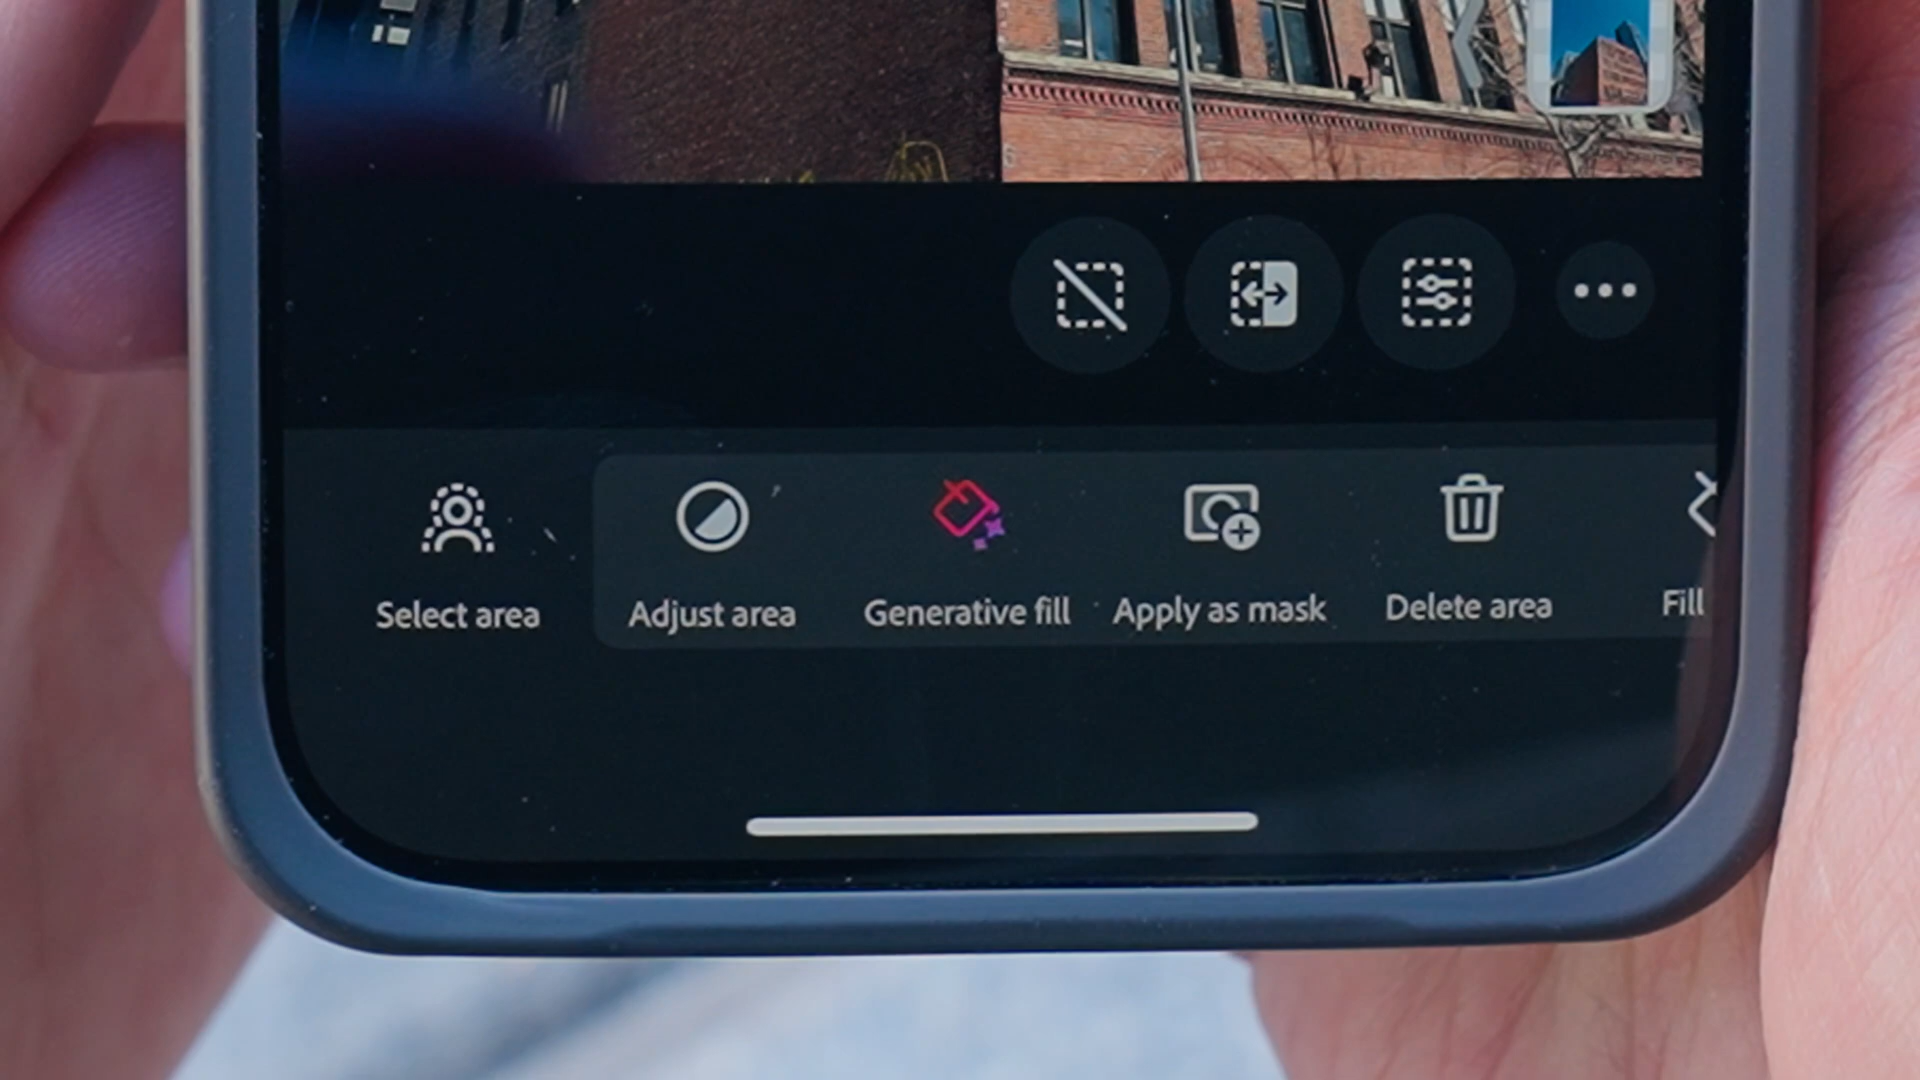 Select area
Adjust area
Generative fill
Apply as mask
Delete area
Fill